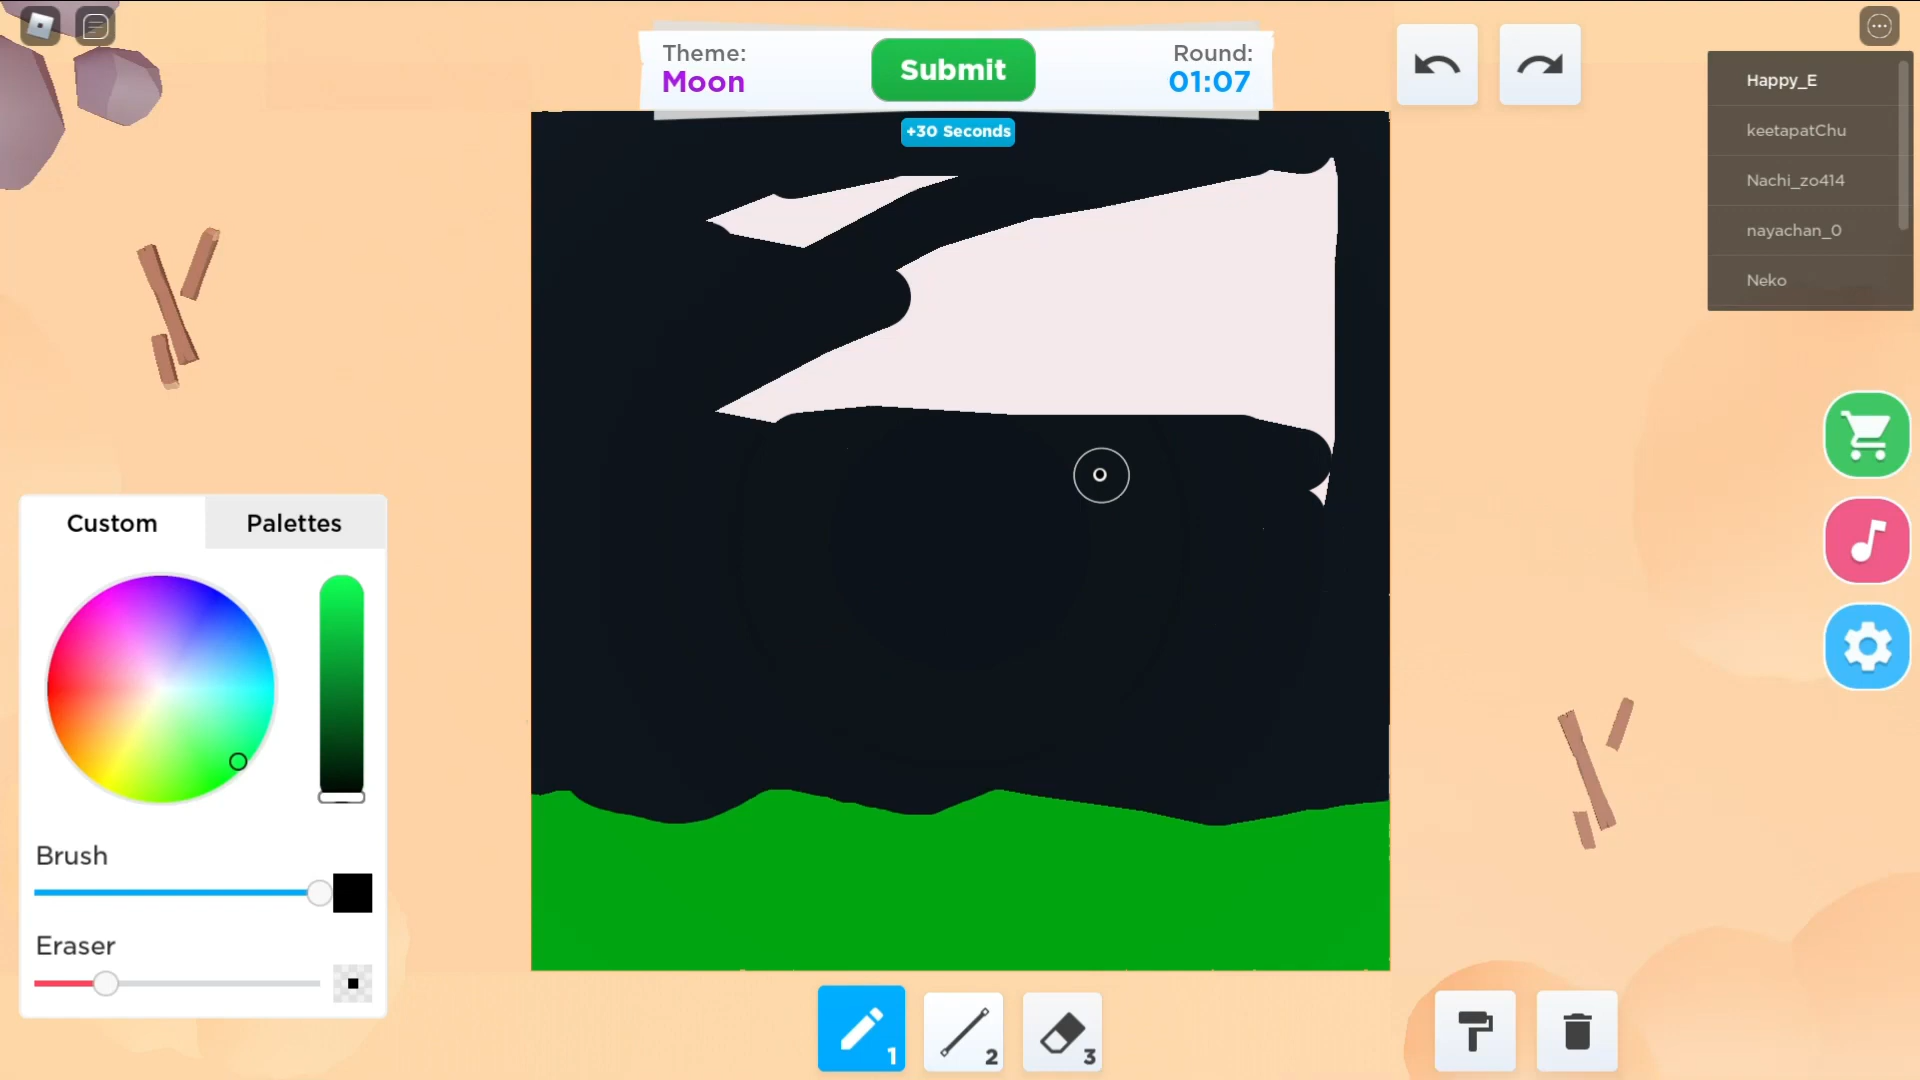 Theme:
Moon
Submit
Round:
01:07
+30 Seconds
Happy_E
keetapatChu
Nachi_zo414
nayachan_0
Neko
Custom
Palettes
Brush
Eraser
1
2
3